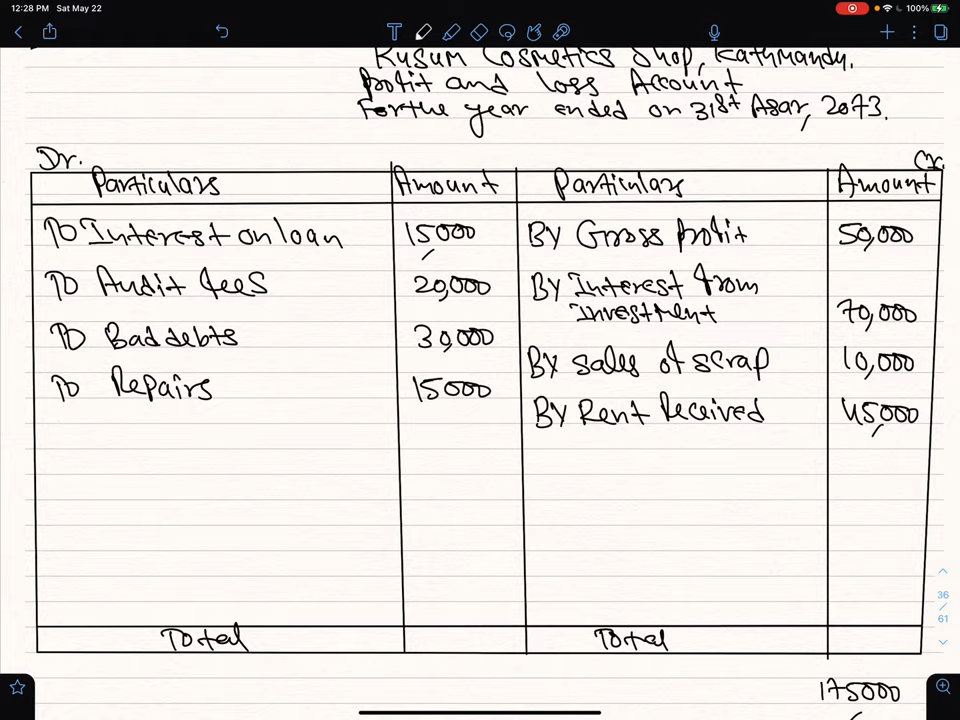 12:28 PM Sat May 22
100%
Kusum Cosmetics Shop, Kathmandu.
Profit and Loss Account
For the year ended on 31st Asar, 2073.
Dr. Cr.
Particulars Amount Particulars Amount
To Interest on loan 15,000 By Gross profit 50,000
To Audit fees 20,000 By Interest from
Investment 70,000
To Bad debts 30,000
By Sales of scrap 10,000
To Repairs 15000
By Rent Received 45,000
Total Total
36
/
61
175000